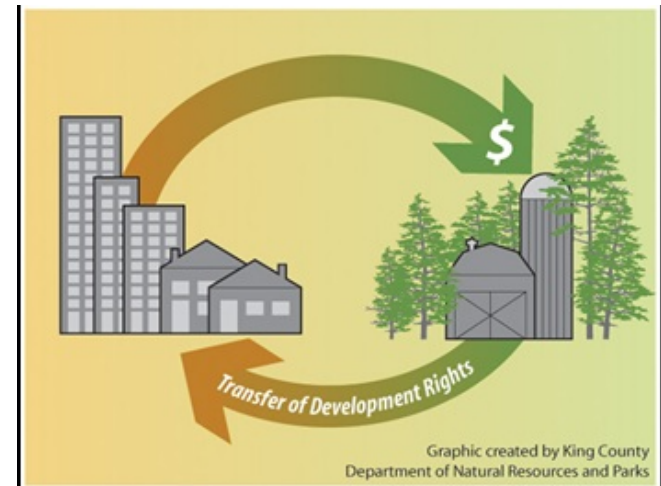 $
Transfer of Development Rights
Graphic created by King County
Department of Natural Resources and Parks